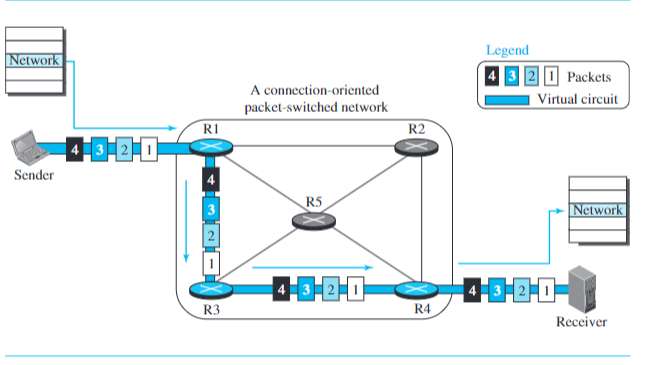 Legend
Network
4 3 2 1 Packets
Virtual circuit
A connection-oriented
packet-switched network
R1
R2
4 3 2 1
Sender
4
3
2
1
R5
Network
4 3 2 1
4 3 2 1
R3
R4
Receiver